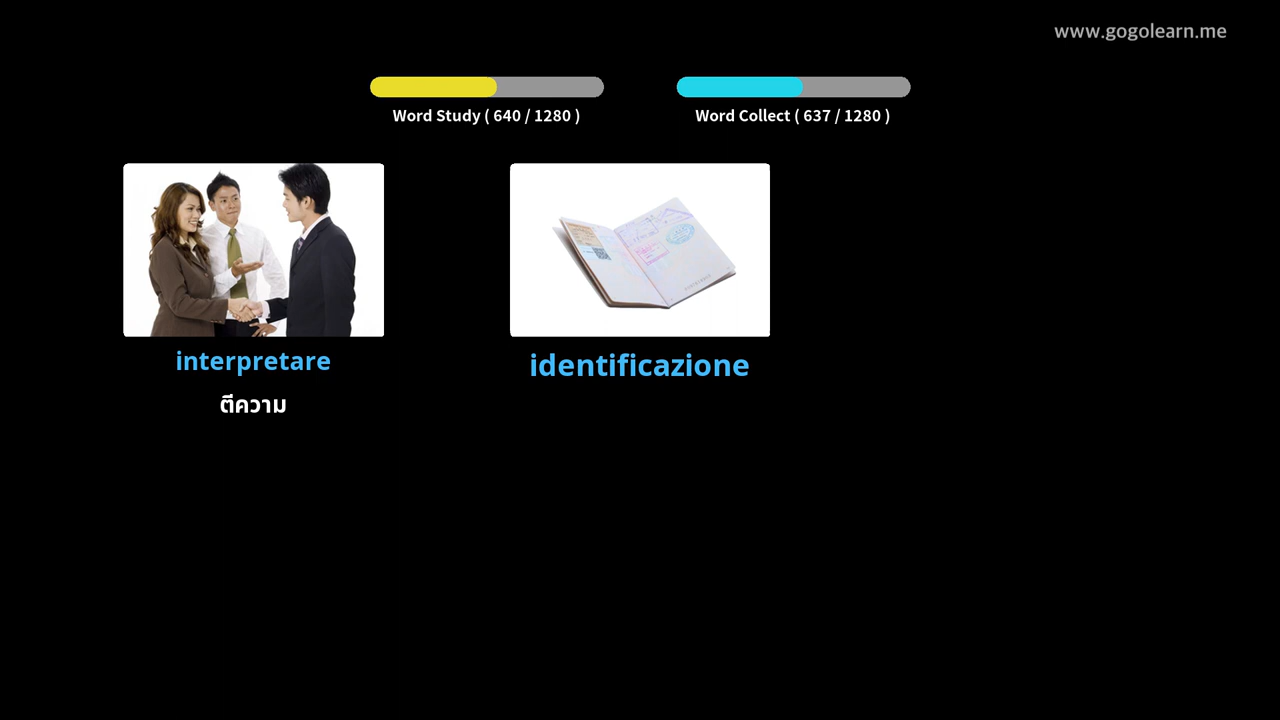 www.gogolearn.me
Word Study ( 640 / 1280 )
Word Collect ( 637 / 1280 )
interpretare
ตีความ
identificazione